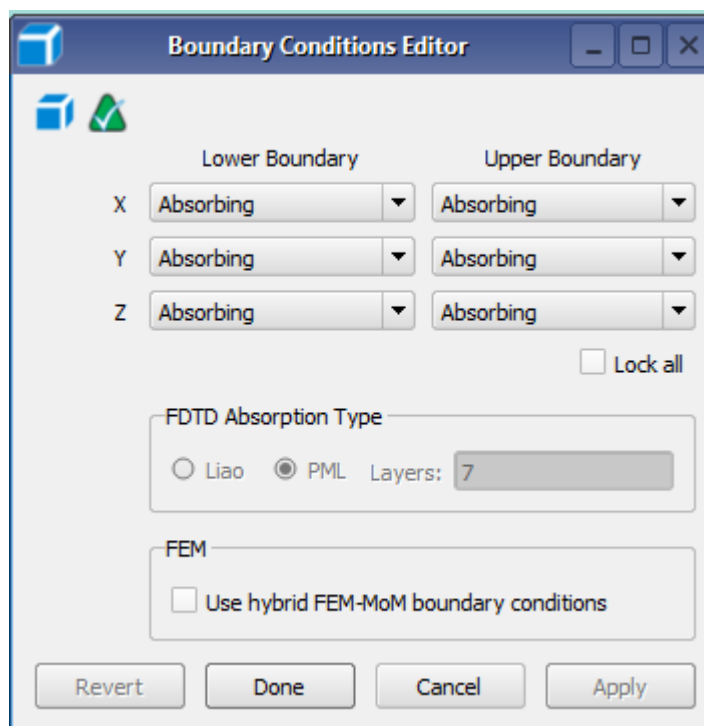 Boundary Conditions Editor
Lower Boundary Upper Boundary
X Absorbing Absorbing
Y Absorbing Absorbing
Z Absorbing Absorbing
Lock all
FDTD Absorption Type
Liao PML Layers: 7
FEM
Use hybrid FEM-MoM boundary conditions
Revert Done Cancel Apply